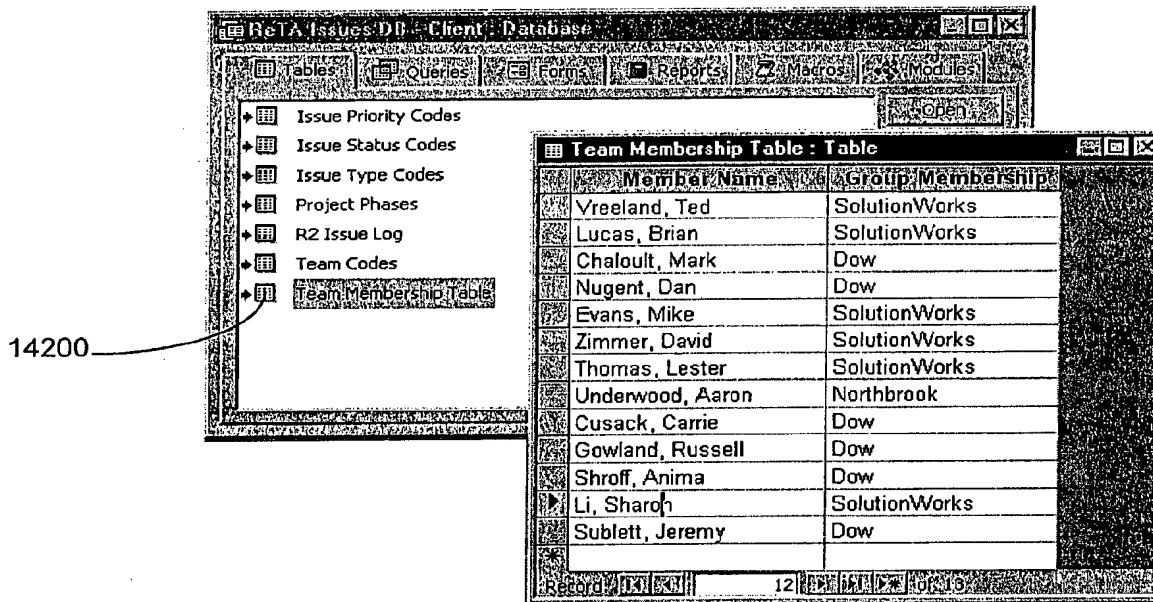 ReTA Issues DB - Client : Database
Tables Queries Forms Reports Macros Modules
Issue Priority Codes
Issue Status Codes
Issue Type Codes
Project Phases
R2 Issue Log
Team Codes
Team Membership Table
Open
14200
Team Membership Table : Table
Member Name Group Membership
Vreeland, Ted SolutionWorks
Lucas, Brian SolutionWorks
Chaloult, Mark Dow
Nugent, Dan Dow
Evans, Mike SolutionWorks
Zimmer, David SolutionWorks
Thomas, Lester SolutionWorks
Underwood, Aaron Northbrook
Cusack, Carrie Dow
Gowland, Russell Dow
Shroff, Anima Dow
Li, Sharon SolutionWorks
Sublett, Jeremy Dow
Record: 12 of 13